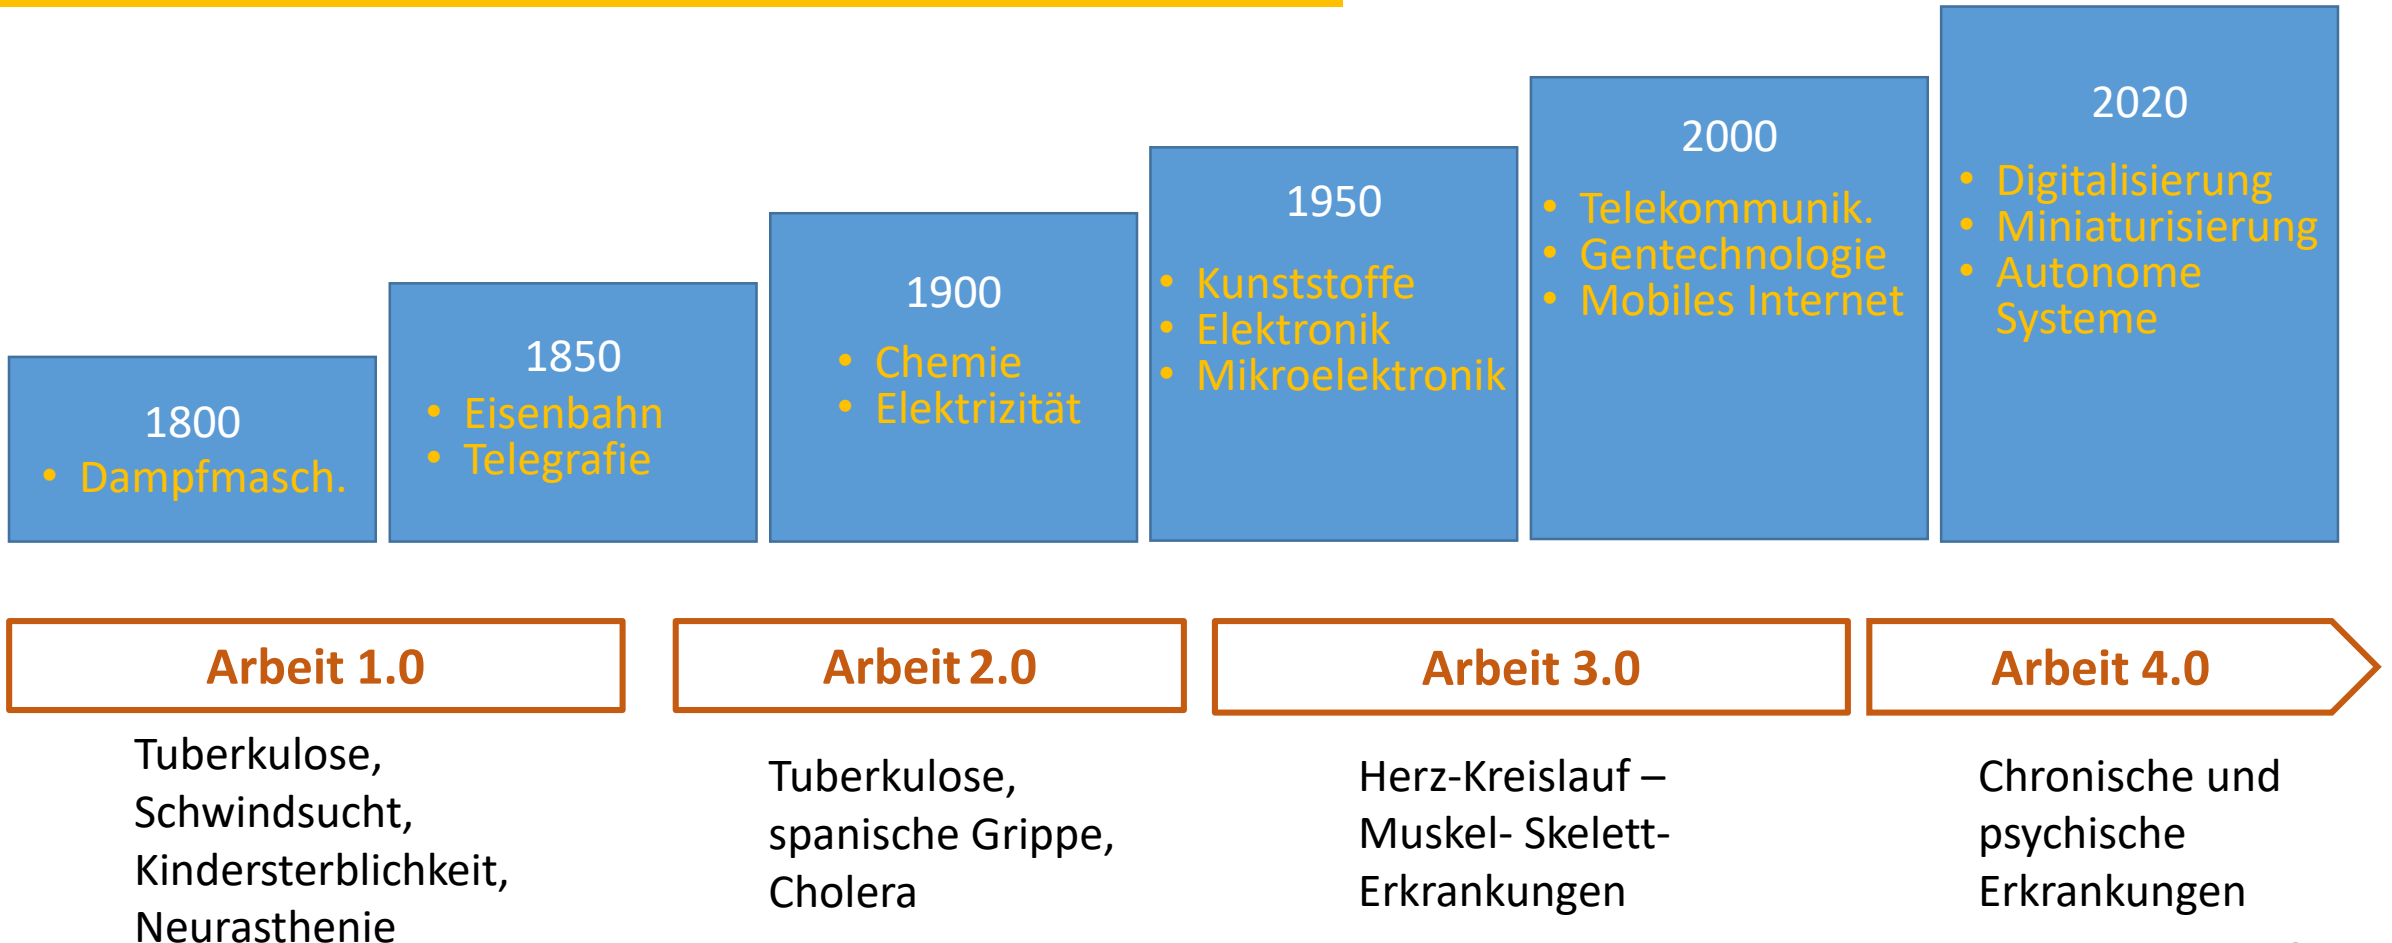 1800
• Dampfmasch.
1850
• Eisenbahn
• Telegrafie
1900
• Chemie
• Elektrizität
1950
• Kunststoffe
• Elektronik
• Mikroelektronik
2000
• Telekommunik.
• Gentechnologie
• Mobiles Internet
2020
• Digitalisierung
• Miniaturisierung
• Autonome
Systeme
Arbeit 1.0
Arbeit 2.0
Arbeit 3.0
Arbeit 4.0
Tuberkulose,
Schwindsucht,
Kindersterblichkeit,
Neurasthenie
Tuberkulose,
spanische Grippe,
Cholera
Herz-Kreislauf –
Muskel- Skelett-
Erkrankungen
Chronische und
psychische
Erkrankungen